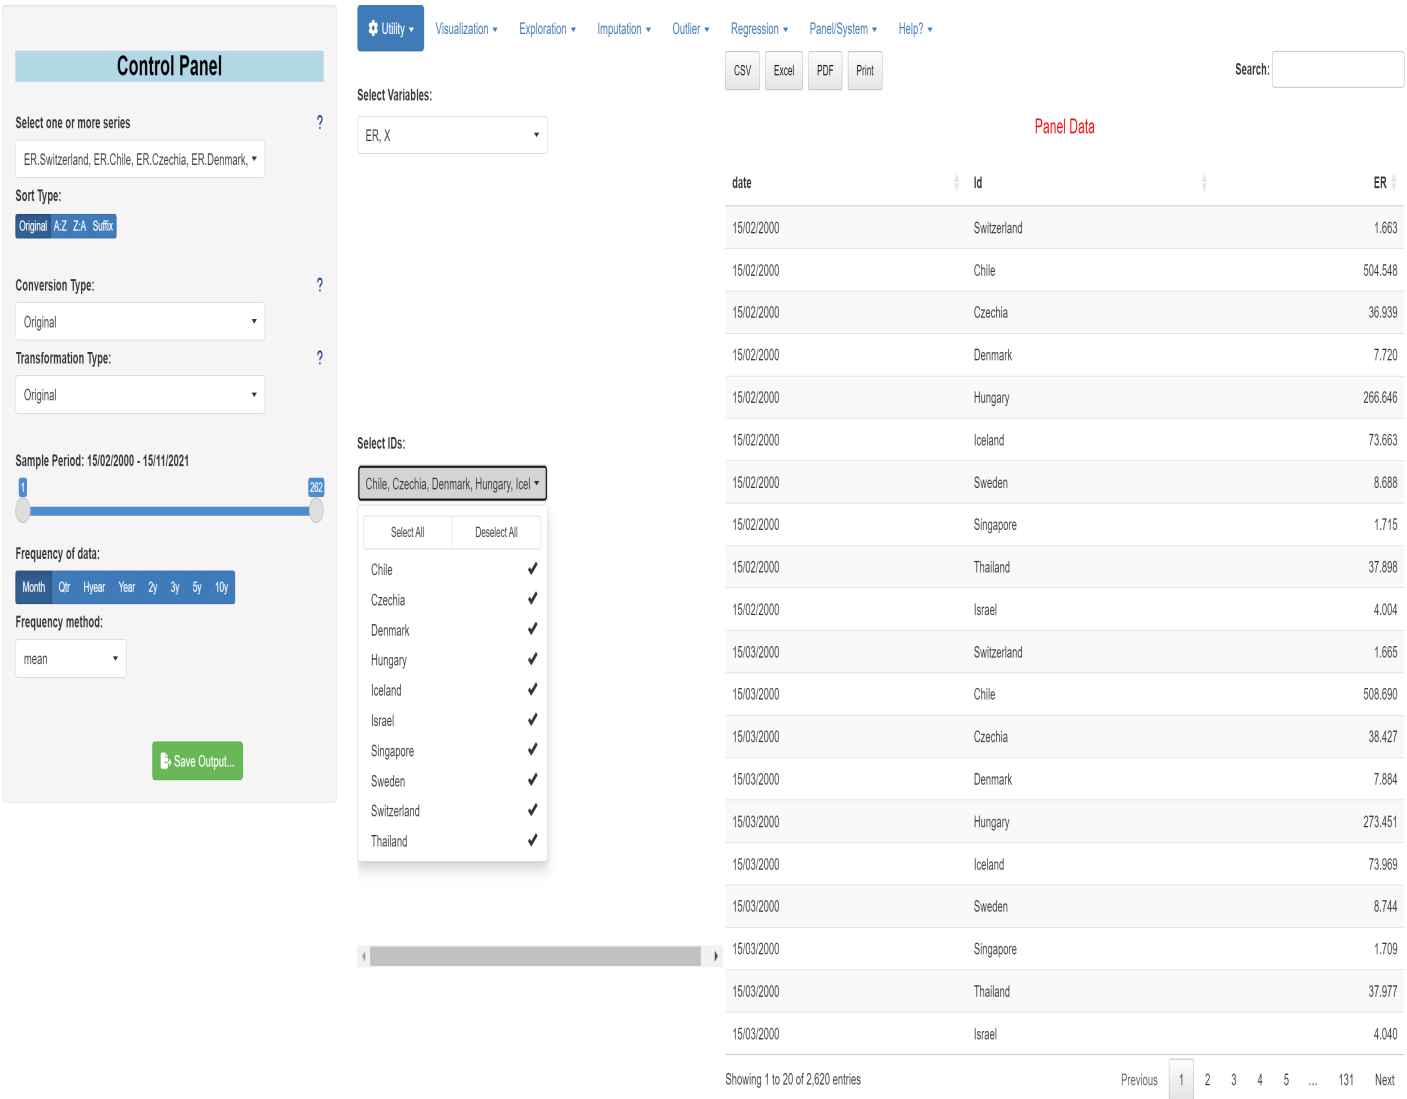 Control Panel
Select one or more series ?
ER.Switzerland, ER.Chile, ER.Czechia, ER.Denmark,
Sort Type:
Original A:Z Z:A Suffix
Conversion Type: ?
Original
Transformation Type: ?
Original
Sample Period: 15/02/2000 - 15/11/2021
1 262
Frequency of data:
Month Qtr Hyear Year 2y 3y 5y 10y
Frequency method:
mean
Save Output...
Utility Visualization Exploration Imputation Outlier Regression Panel/System Help?
Select Variables:
ER, X
Select IDs:
Chile, Czechia, Denmark, Hungary, Icel
Select All Deselect All
Chile
Czechia
Denmark
Hungary
Iceland
Israel
Singapore
Sweden
Switzerland
Thailand
CSV Excel PDF Print Search:
Panel Data
date Id ER
15/02/2000 Switzerland 1.663
15/02/2000 Chile 504.548
15/02/2000 Czechia 36.939
15/02/2000 Denmark 7.720
15/02/2000 Hungary 266.646
15/02/2000 Iceland 73.663
15/02/2000 Sweden 8.688
15/02/2000 Singapore 1.715
15/02/2000 Thailand 37.898
15/02/2000 Israel 4.004
15/03/2000 Switzerland 1.665
15/03/2000 Chile 508.690
15/03/2000 Czechia 38.427
15/03/2000 Denmark 7.884
15/03/2000 Hungary 273.451
15/03/2000 Iceland 73.969
15/03/2000 Sweden 8.744
15/03/2000 Singapore 1.709
15/03/2000 Thailand 37.977
15/03/2000 Israel 4.040
Showing 1 to 20 of 2,620 entries Previous 1 2 3 4 5 ... 131 Next